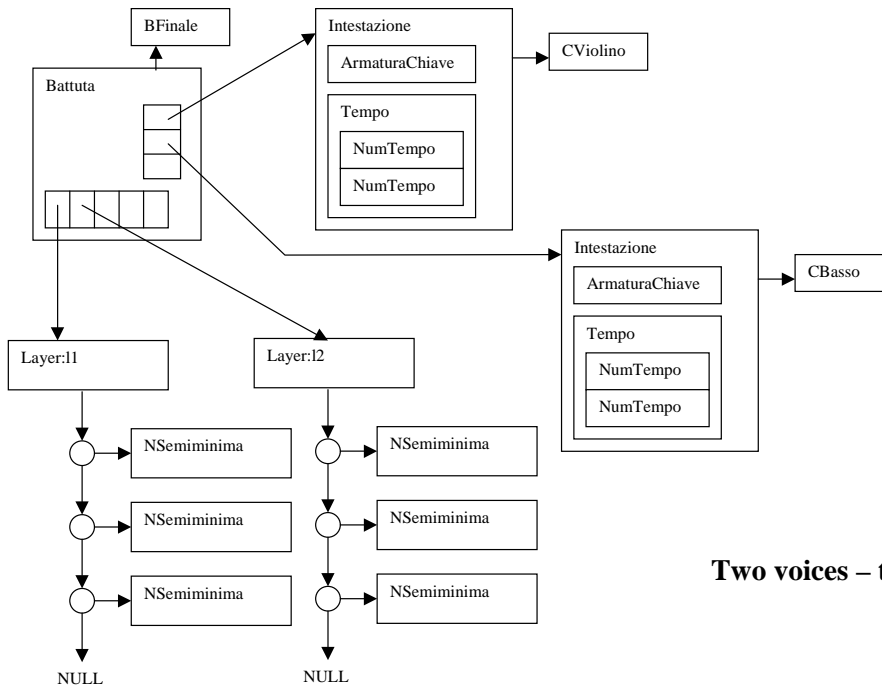 BFinale
Intestazione
ArmaturaChiave
CViolino
Battuta
Tempo
NumTempo
NumTempo
Intestazione
ArmaturaChiave
CBasso
Tempo
NumTempo
NumTempo
Layer:l1
Layer:l2
NSemiminima
NSemiminima
NSemiminima
NSemiminima
NSemiminima
NSemiminima
Two voices –
NULL
NULL